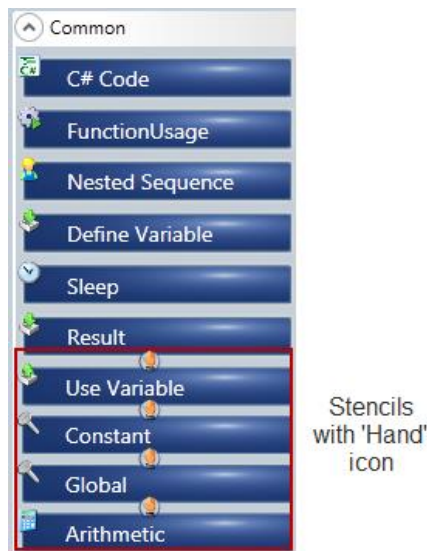 Common
C# Code
FunctionUsage
Nested Sequence
Define Variable
Sleep
Result
Use Variable
Constant
Global
Arithmetic
Stencils
with 'Hand'
icon